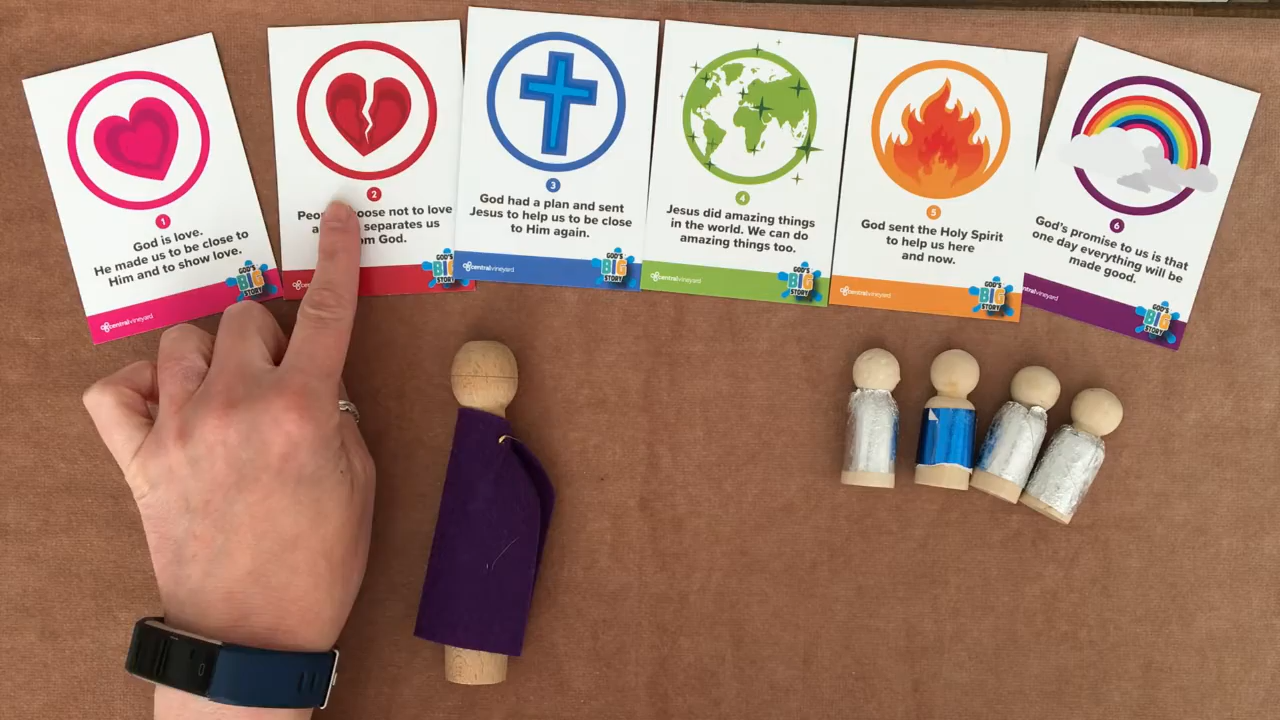 1
God is love.
He made us to be close to
Him and to show love.
GOD'S
BIG
STORY
centralvineyard
2
not to love
separates us
God.
GOD'S
BIG
STORY
3
God had a plan and sent
Jesus to help us to be close
to Him again.
centralvineyard
GOD'S
BIG
STORY
4
Jesus did amazing things
in the world. We can do
amazing things too.
centralvineyard
GOD'S
BIG
STORY
5
God sent the Holy Spirit
to help us here
and now.
centralvineyard
GOD'S
BIG
STORY
6
God's promise to us is that
one day everything will be
made good.
centralvineyard
GOD'S
BIG
STORY